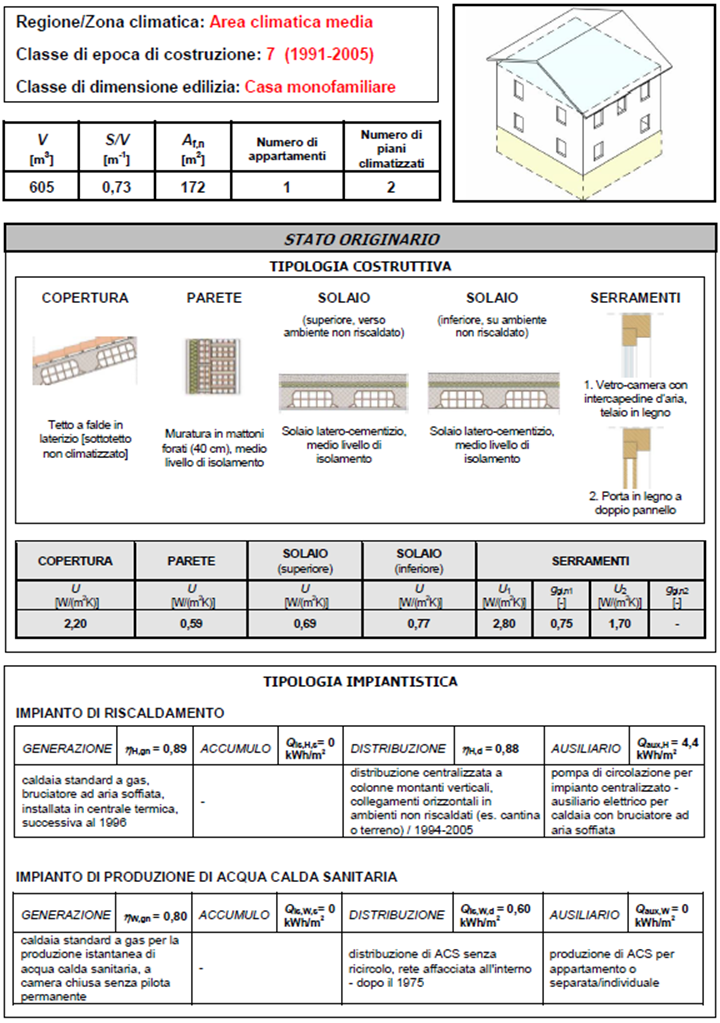 Regione/Zona climatica: Area climatica media
Classe di epoca di costruzione: 7 (1991-2005)
Classe di dimensione edilizia: Casa monofamiliare
V [m³] S/V [m⁻¹] Af,n [m²] Numero di appartamenti Numero di piani climatizzati
605 0,73 172 1 2
STATO ORIGINARIO
TIPOLOGIA COSTRUTTIVA
COPERTURA
Tetto a falde in
laterizio [sottotetto
non climatizzato]
PARETE
Muratura in mattoni
forati (40 cm), medio
livello di isolamento
SOLAIO
(superiore, verso
ambiente non riscaldato)
Solaio latero-cementizio,
medio livello di
isolamento
SOLAIO
(inferiore, su ambiente
non riscaldato)
Solaio latero-cementizio,
medio livello di
isolamento
SERRAMENTI
1. Vetro-camera con
intercapedine d'aria,
telaio in legno
2. Porta in legno a
doppio pannello
COPERTURA PARETE SOLAIO (superiore) SOLAIO (inferiore) SERRAMENTI
U [W/(m²K)] U [W/(m²K)] U [W/(m²K)] U [W/(m²K)] U1 [W/(m²K)] ggl,n1 [-] U2 [W/(m²K)] ggl,n2 [-]
2,20 0,59 0,69 0,77 2,80 0,75 1,70 -
TIPOLOGIA IMPIANTISTICA
IMPIANTO DI RISCALDAMENTO
GENERAZIONE ηH,gn = 0,89 ACCUMULO Qls,H,s= 0 kWh/m² DISTRIBUZIONE ηH,d = 0,88 AUSILIARIO Qaux,H = 4,4 kWh/m²
caldaia standard a gas,
bruciatore ad aria soffiata,
installata in centrale termica,
successiva al 1996
-
distribuzione centralizzata a
colonne montanti verticali,
collegamenti orizzontali in
ambienti non riscaldati (es. cantina
o terreno) / 1994-2005
pompa di circolazione per
impianto centralizzato -
ausiliario elettrico per
caldaia con bruciatore ad
aria soffiata
IMPIANTO DI PRODUZIONE DI ACQUA CALDA SANITARIA
GENERAZIONE ηW,gn = 0,80 ACCUMULO Qls,W,s= 0 kWh/m² DISTRIBUZIONE Qls,W,d = 0,60 kWh/m² AUSILIARIO Qaux,W = 0 kWh/m²
caldaia standard a gas per la
produzione istantanea di
acqua calda sanitaria, a
camera chiusa senza pilota
permanente
-
distribuzione di ACS senza
ricircolo, rete affacciata all'interno
- dopo il 1975
produzione di ACS per
appartamento o
separata/individuale